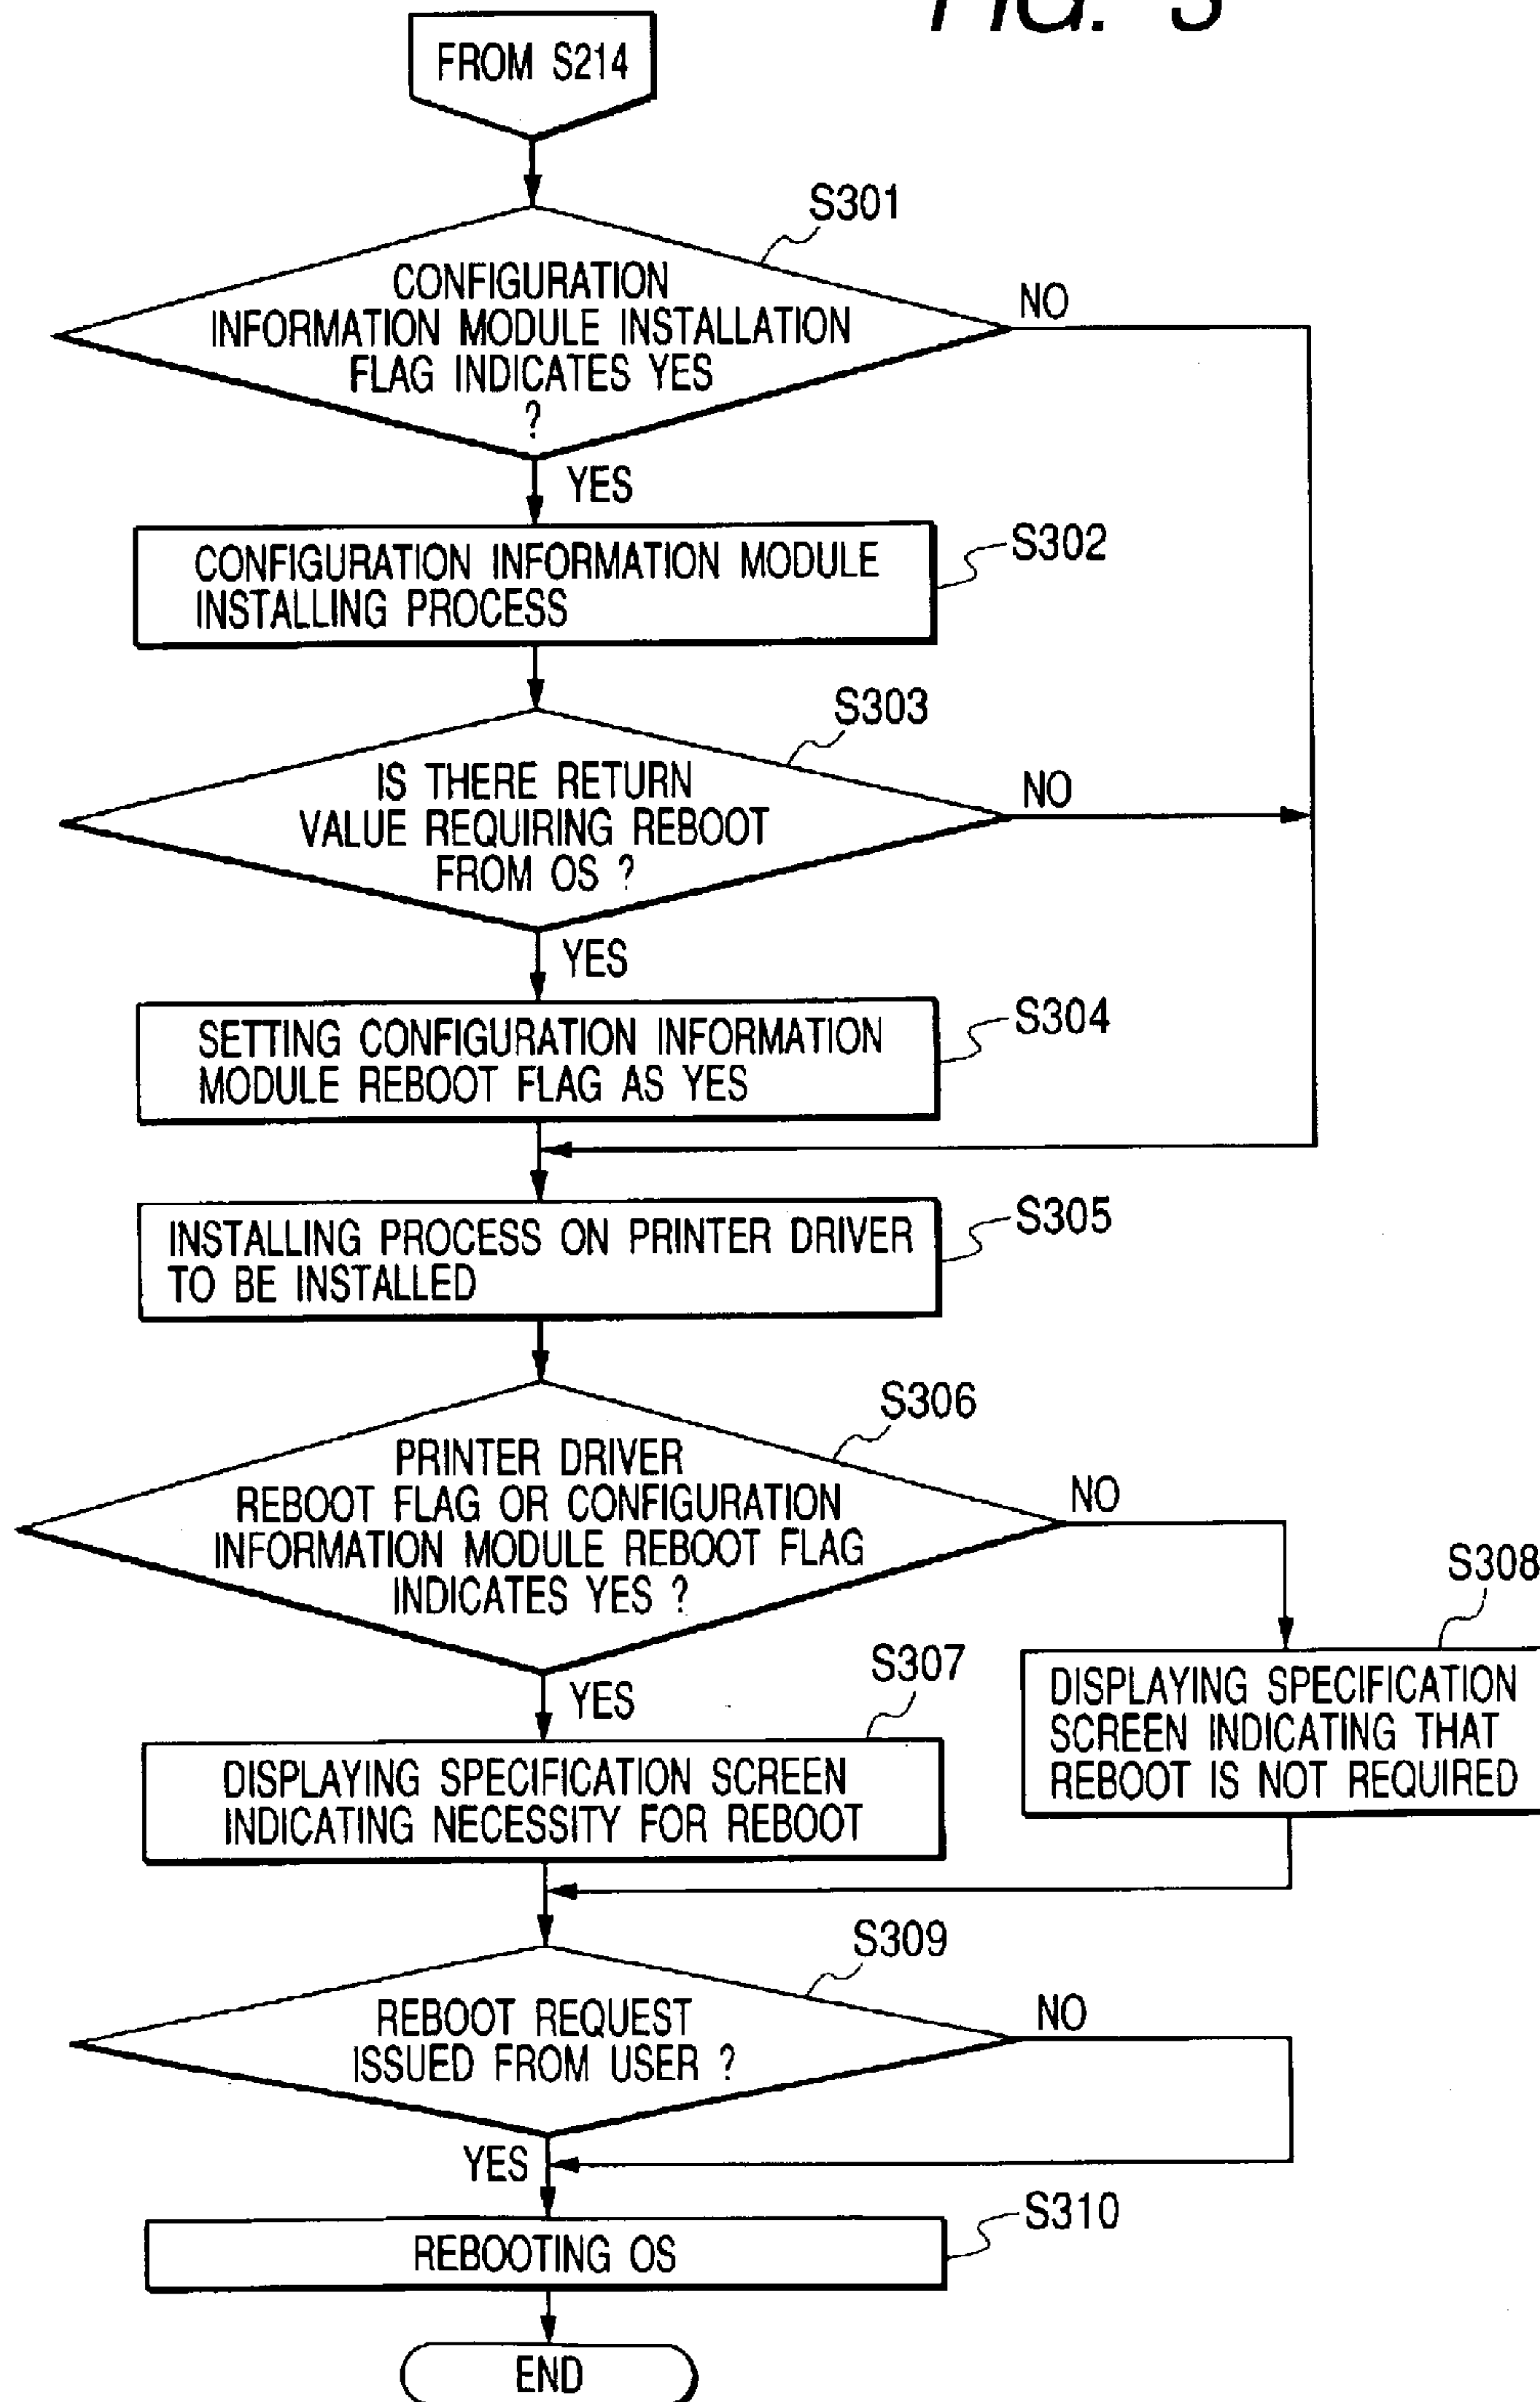 FROM S214
S301
CONFIGURATION
INFORMATION MODULE INSTALLATION
FLAG INDICATES YES
?
NO
YES
CONFIGURATION INFORMATION MODULE
INSTALLING PROCESS
S302
S303
IS THERE RETURN
VALUE REQUIRING REBOOT
FROM OS ?
NO
YES
SETTING CONFIGURATION INFORMATION
MODULE REBOOT FLAG AS YES
S304
INSTALLING PROCESS ON PRINTER DRIVER
TO BE INSTALLED
S305
S306
PRINTER DRIVER
REBOOT FLAG OR CONFIGURATION
INFORMATION MODULE REBOOT FLAG
INDICATES YES ?
NO
YES
S307
DISPLAYING SPECIFICATION SCREEN
INDICATING NECESSITY FOR REBOOT
S308
DISPLAYING SPECIFICATION
SCREEN INDICATING THAT
REBOOT IS NOT REQUIRED
S309
REBOOT REQUEST
ISSUED FROM USER ?
NO
YES
REBOOTING OS
S310
END